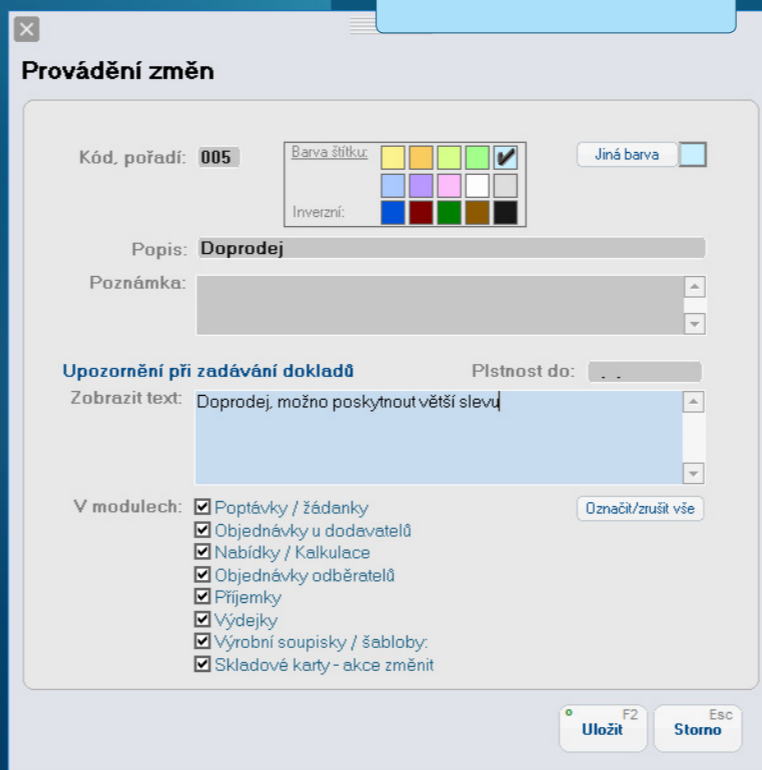 Provádění změn
Kód, pořadí: 005
Barva štítku:
Jiná barva
Inverzní:
Popis: Doprodej
Poznámka:
Upozornění při zadávání dokladů
Plstnost do: . .
Zobrazit text: Doprodej, možno poskytnout větší slevu
V modulech: Poptávky / žádanky
Označit/zrušit vše
Objednávky u dodavatelů
Nabídky / Kalkulace
Objednávky odběratelů
Příjemky
Výdejky
Výrobní soupisky / šabloby:
Skladové karty - akce změnit
F2
Uložit
Esc
Storno